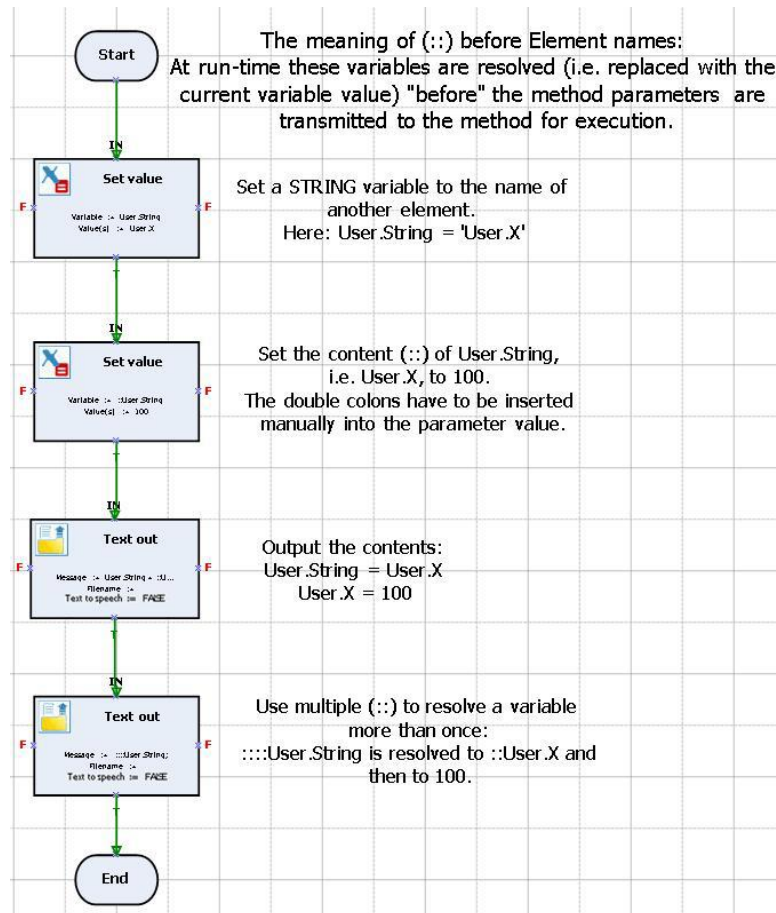 Start
The meaning of (::) before Element names:
At run-time these variables are resolved (i.e. replaced with the
current variable value) "before" the method parameters are
transmitted to the method for execution.
IN
Set value
F
F
Variable := User.String
Value(s) := User.X
T
Set a STRING variable to the name of
another element.
Here: User.String = 'User.X'
IN
Set value
F
F
Variable := ::User.String
Value(s) := 100
T
Set the content (::) of User.String,
i.e. User.X, to 100.
The double colons have to be inserted
manually into the parameter value.
IN
Text out
F
F
Message := User.String = ::U...
Filename :=
Text to speech := FALSE
T
Output the contents:
User.String = User.X
User.X = 100
IN
Text out
F
F
Message := ::::User.String;
Filename :=
Text to speech := FALSE
T
Use multiple (::) to resolve a variable
more than once:
::::User.String is resolved to ::User.X and
then to 100.
End